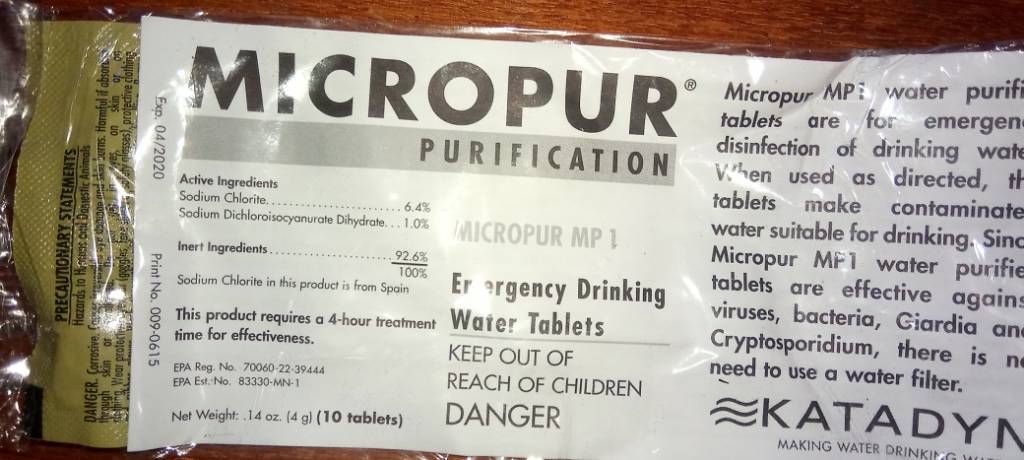 MICROPUR®
PURIFICATION
Exp. 04/2020
Print No. 009-0615
Active Ingredients
Sodium Chlorite........................... 6.4%
Sodium Dichloroisocyanurate Dihydrate... 1.0%
Inert Ingredients........................... 92.6%
100%
Sodium Chlorite in this product is from Spain
This product requires a 4-hour treatment
time for effectiveness.
EPA Reg. No. 70060-22-39444
EPA Est. No. 83330-MN-1
Net Weight: .14 oz. (4 g) (10 tablets)
MICROPUR MP 1
Emergency Drinking
Water Tablets
KEEP OUT OF
REACH OF CHILDREN
DANGER
Micropur MP1 water purifi
tablets are for emergen
disinfection of drinking wate
When used as directed, th
tablets make contaminate
water suitable for drinking. Sinc
Micropur MP1 water purifie
tablets are effective agains
viruses, bacteria, Giardia and
Cryptosporidium, there is no
need to use a water filter.
KATADYN
MAKING WATER DRINKING WAT
PRECAUTIONARY STATEMENTS
Hazards to Humans and Domestic Animals
DANGER. Corrosive.